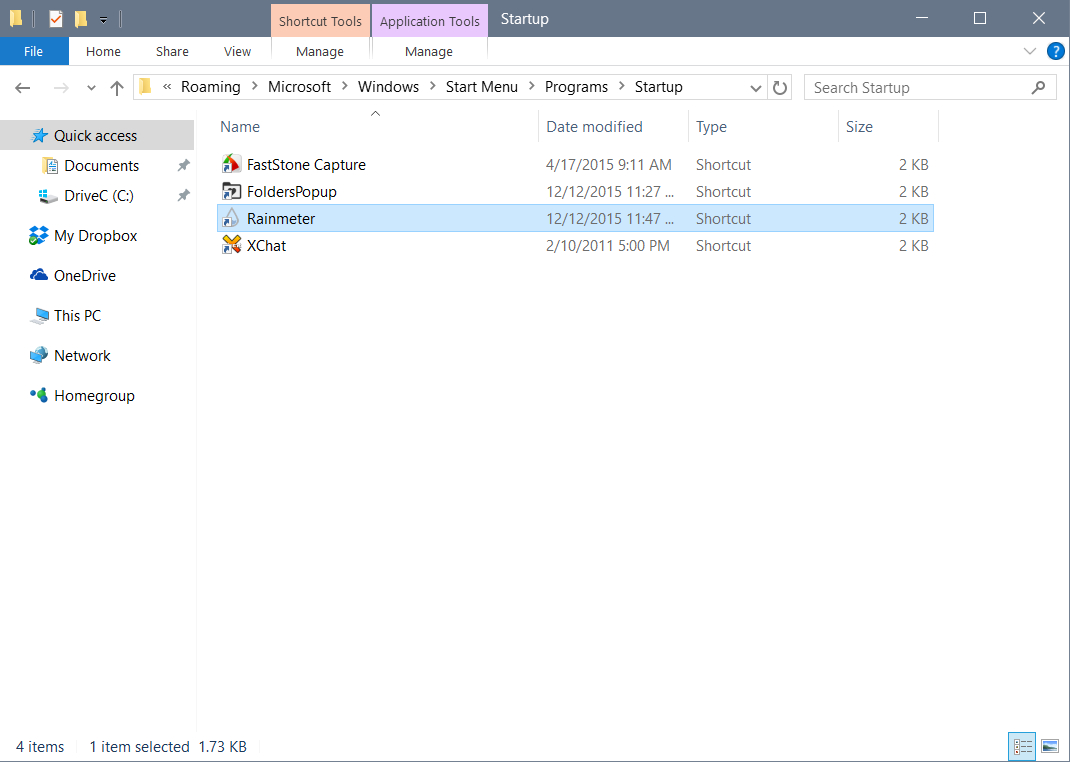 Shortcut Tools Application Tools Startup
File Home Share View Manage Manage ?
« Roaming > Microsoft > Windows > Start Menu > Programs > Startup Search Startup
Name Date modified Type Size
Quick access
Documents
DriveC (C:)
My Dropbox
OneDrive
This PC
Network
Homegroup
FastStone Capture 4/17/2015 9:11 AM Shortcut 2 KB
FoldersPopup 12/12/2015 11:27 ... Shortcut 2 KB
Rainmeter 12/12/2015 11:47 ... Shortcut 2 KB
XChat 2/10/2011 5:00 PM Shortcut 2 KB
4 items 1 item selected 1.73 KB